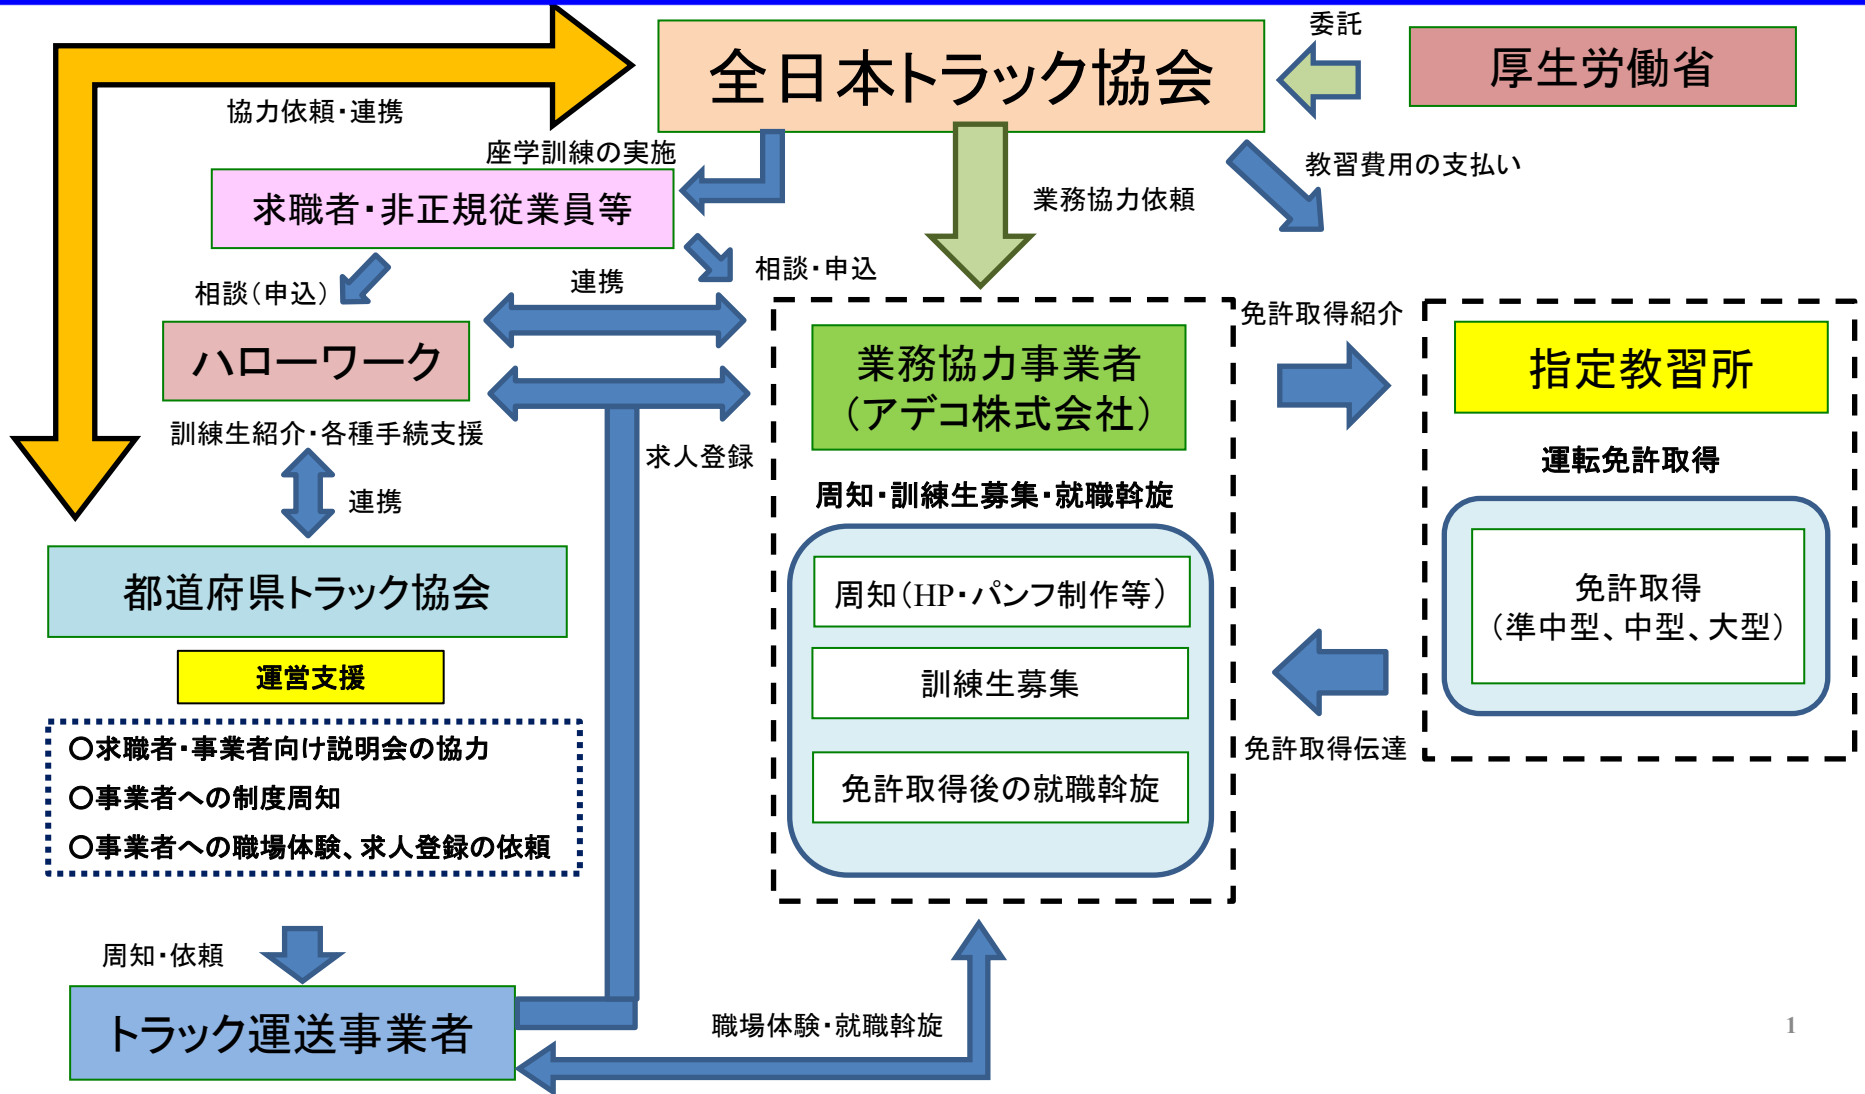 委託
全日本トラック協会
厚生労働省
協力依頼・連携
座学訓練の実施
教習費用の支払い
業務協力依頼
求職者・非正規従業員等
相談・申込
連携
相談(申込)
免許取得紹介
ハローワーク
業務協力事業者
(アデコ株式会社)
指定教習所
訓練生紹介・各種手続支援
求人登録
運転免許取得
連携
周知・訓練生募集・就職斡旋
都道府県トラック協会
周知(HP・パンフ制作等)
免許取得
(準中型、中型、大型)
運営支援
訓練生募集
○求職者・事業者向け説明会の協力
免許取得伝達
○事業者への制度周知
免許取得後の就職斡旋
○事業者への職場体験、求人登録の依頼
周知・依頼
トラック運送事業者
職場体験・就職斡旋
1